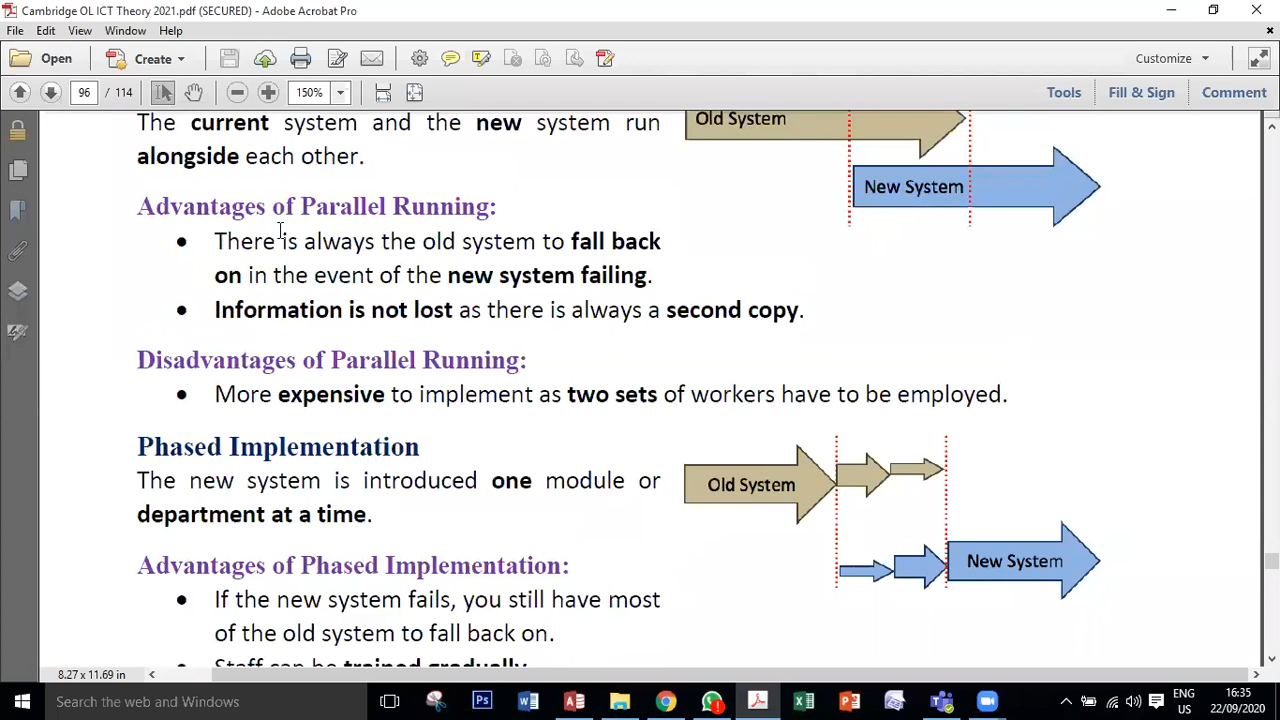 Cambridge OL ICT Theory 2021.pdf (SECURED) - Adobe Acrobat Pro
File Edit View Window Help
Open Create Customize
96 / 114 150% Tools Fill & Sign Comment
The current system and the new system run
alongside each other.
Old System
New System
Advantages of Parallel Running:
• There is always the old system to fall back
on in the event of the new system failing.
• Information is not lost as there is always a second copy.
Disadvantages of Parallel Running:
• More expensive to implement as two sets of workers have to be employed.
Phased Implementation
The new system is introduced one module or
department at a time.
Old System
New System
Advantages of Phased Implementation:
• If the new system fails, you still have most
of the old system to fall back on.
• Staff can be trained gradually.
8.27 x 11.69 in
Search the web and Windows
ENG
US
16:35
22/09/2020